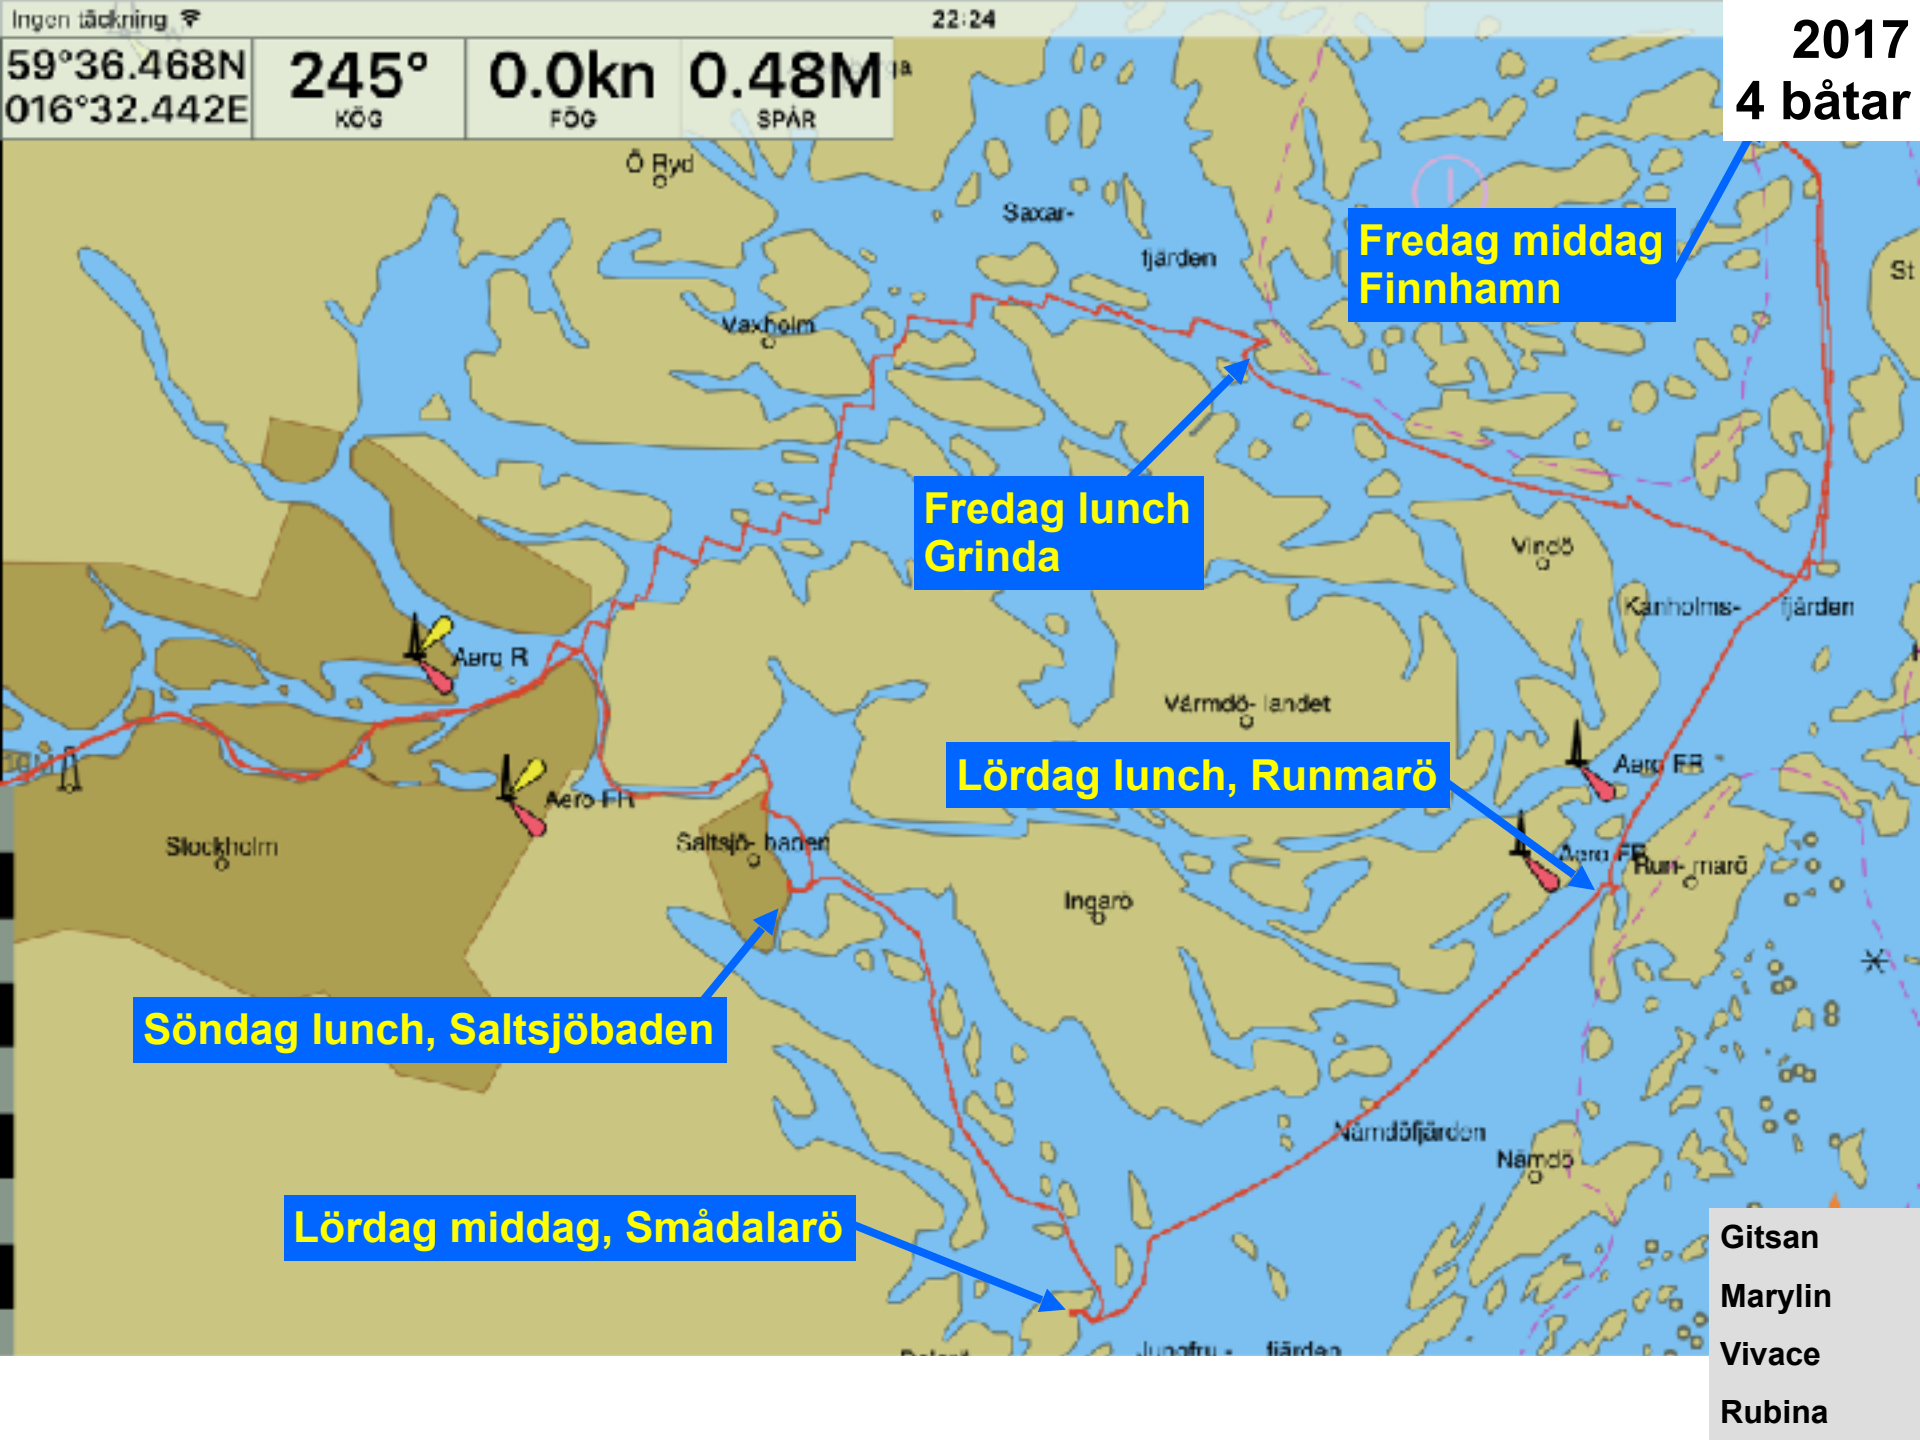 Ingen täckning
22:24
2017
4 båtar
59°36.468N
016°32.442E
245°
KÖG
0.0kn
FÖG
0.48M
SPÅR
Ö Ryd
Saxar-
fjärden
Fredag middag
Finnhamn
St
Vaxholm
Fredag lunch
Grinda
Vindö
Kanholms-
fjärden
Aero R
Värmdö- landet
Lördag lunch, Runmarö
Aero FR
Aero FR
Stockholm
Saltsjö- baden
Aero FR
Run- marö
Ingarö
Söndag lunch, Saltsjöbaden
8
Nämdöfjärden
Nämdö
Lördag middag, Smådalarö
Gitsan
Marylin
Vivace
Rubina
Jungfru - fjärden